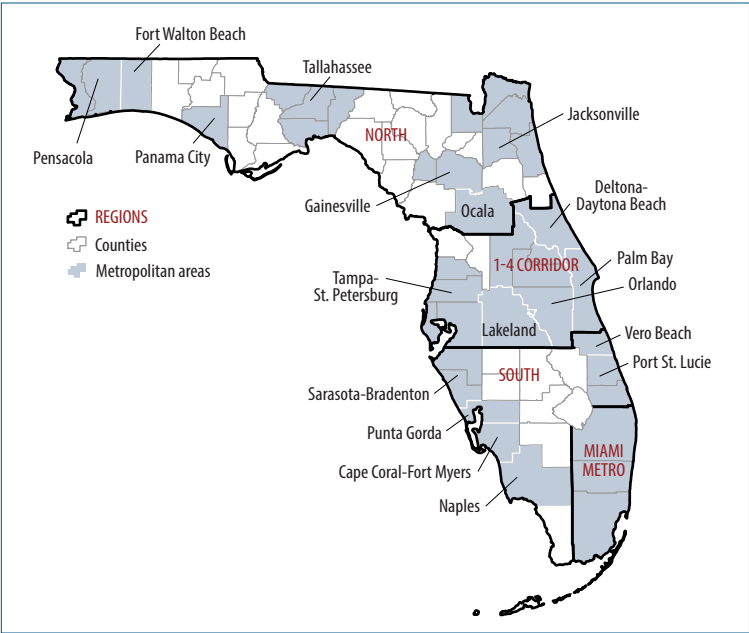 Fort Walton Beach
Tallahassee
Jacksonville
NORTH
Pensacola
Panama City
Deltona-
Daytona Beach
Gainesville
Ocala
REGIONS
Counties
Metropolitan areas
1-4 CORRIDOR
Palm Bay
Orlando
Tampa-
St. Petersburg
Lakeland
Vero Beach
Port St. Lucie
SOUTH
Sarasota-Bradenton
Punta Gorda
MIAMI
METRO
Cape Coral-Fort Myers
Naples